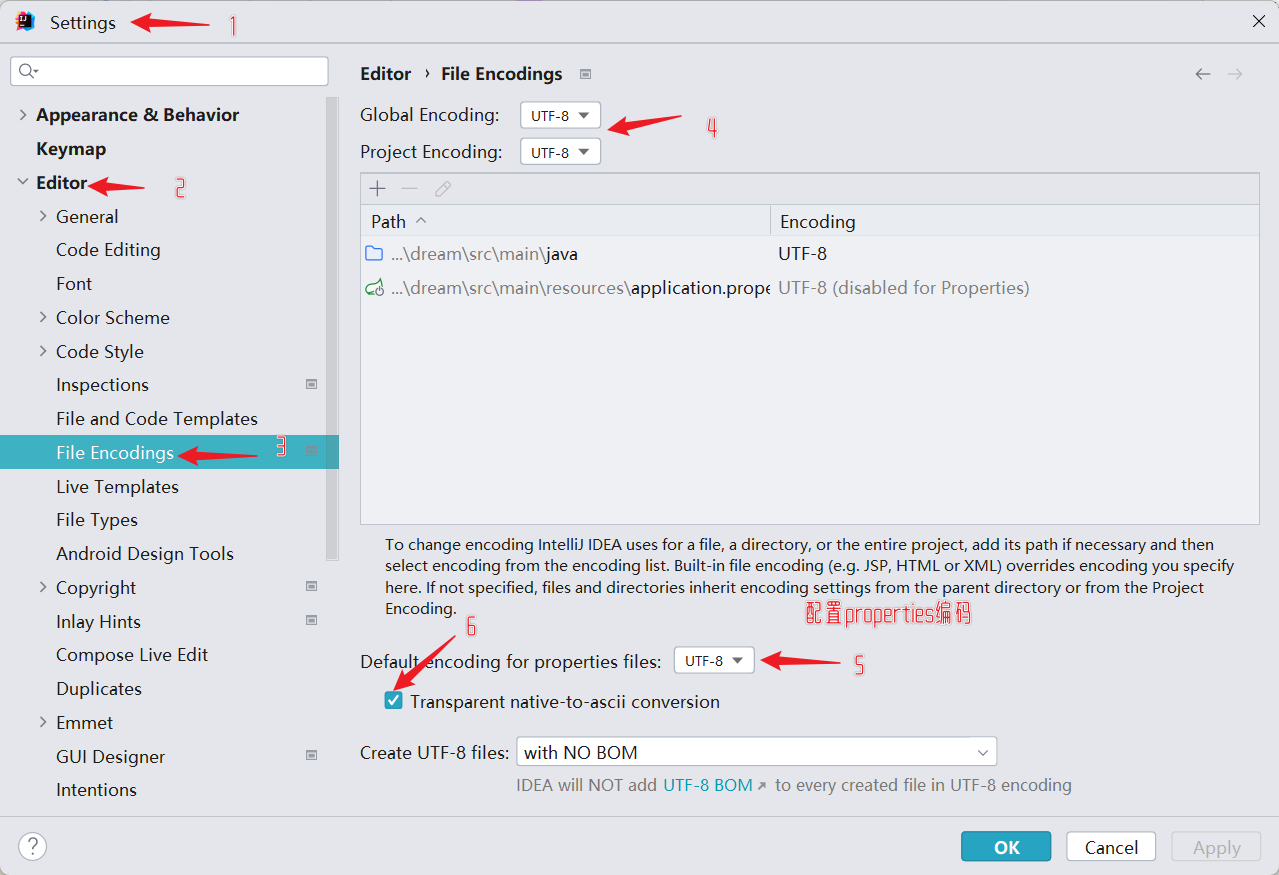 Settings
1
Editor › File Encodings
Appearance & Behavior
Keymap
Editor
2
General
Code Editing
Font
Color Scheme
Code Style
Inspections
File and Code Templates
File Encodings
3
Live Templates
File Types
Android Design Tools
Copyright
Inlay Hints
Compose Live Edit
Duplicates
Emmet
GUI Designer
Intentions
Global Encoding: UTF-8
4
Project Encoding: UTF-8
Path Encoding
...\dream\src\main\java UTF-8
...\dream\src\main\resources\application.prope UTF-8 (disabled for Properties)
To change encoding IntelliJ IDEA uses for a file, a directory, or the entire project, add its path if necessary and then
select encoding from the encoding list. Built-in file encoding (e.g. JSP, HTML or XML) overrides encoding you specify
here. If not specified, files and directories inherit encoding settings from the parent directory or from the Project
Encoding.
配置properties编码
6
Default encoding for properties files: UTF-8
5
Transparent native-to-ascii conversion
Create UTF-8 files: with NO BOM
IDEA will NOT add UTF-8 BOM ↗ to every created file in UTF-8 encoding
?
OK
Cancel
Apply